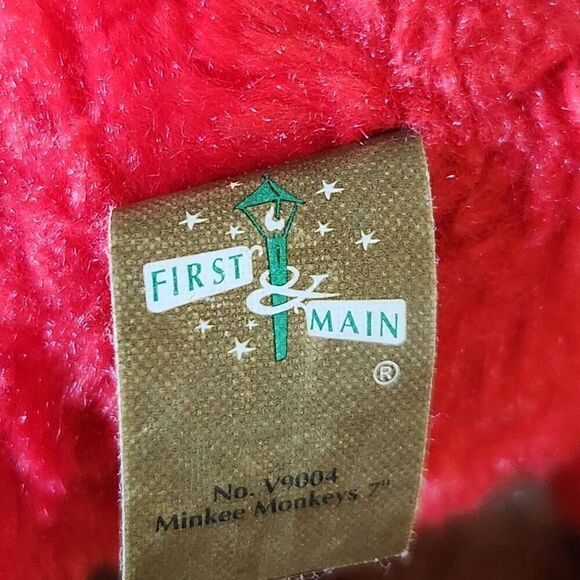 FIRST
&
MAIN
®
No. V9004
Minkee Monkeys 7"